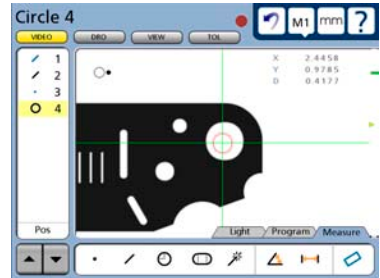 Circle 4
M1 mm ?
VIDEO DRO VIEW TOL
1
2
3
4
X 2.4458
Y 0.9785
D 0.4177
Pos
Light Program Measure